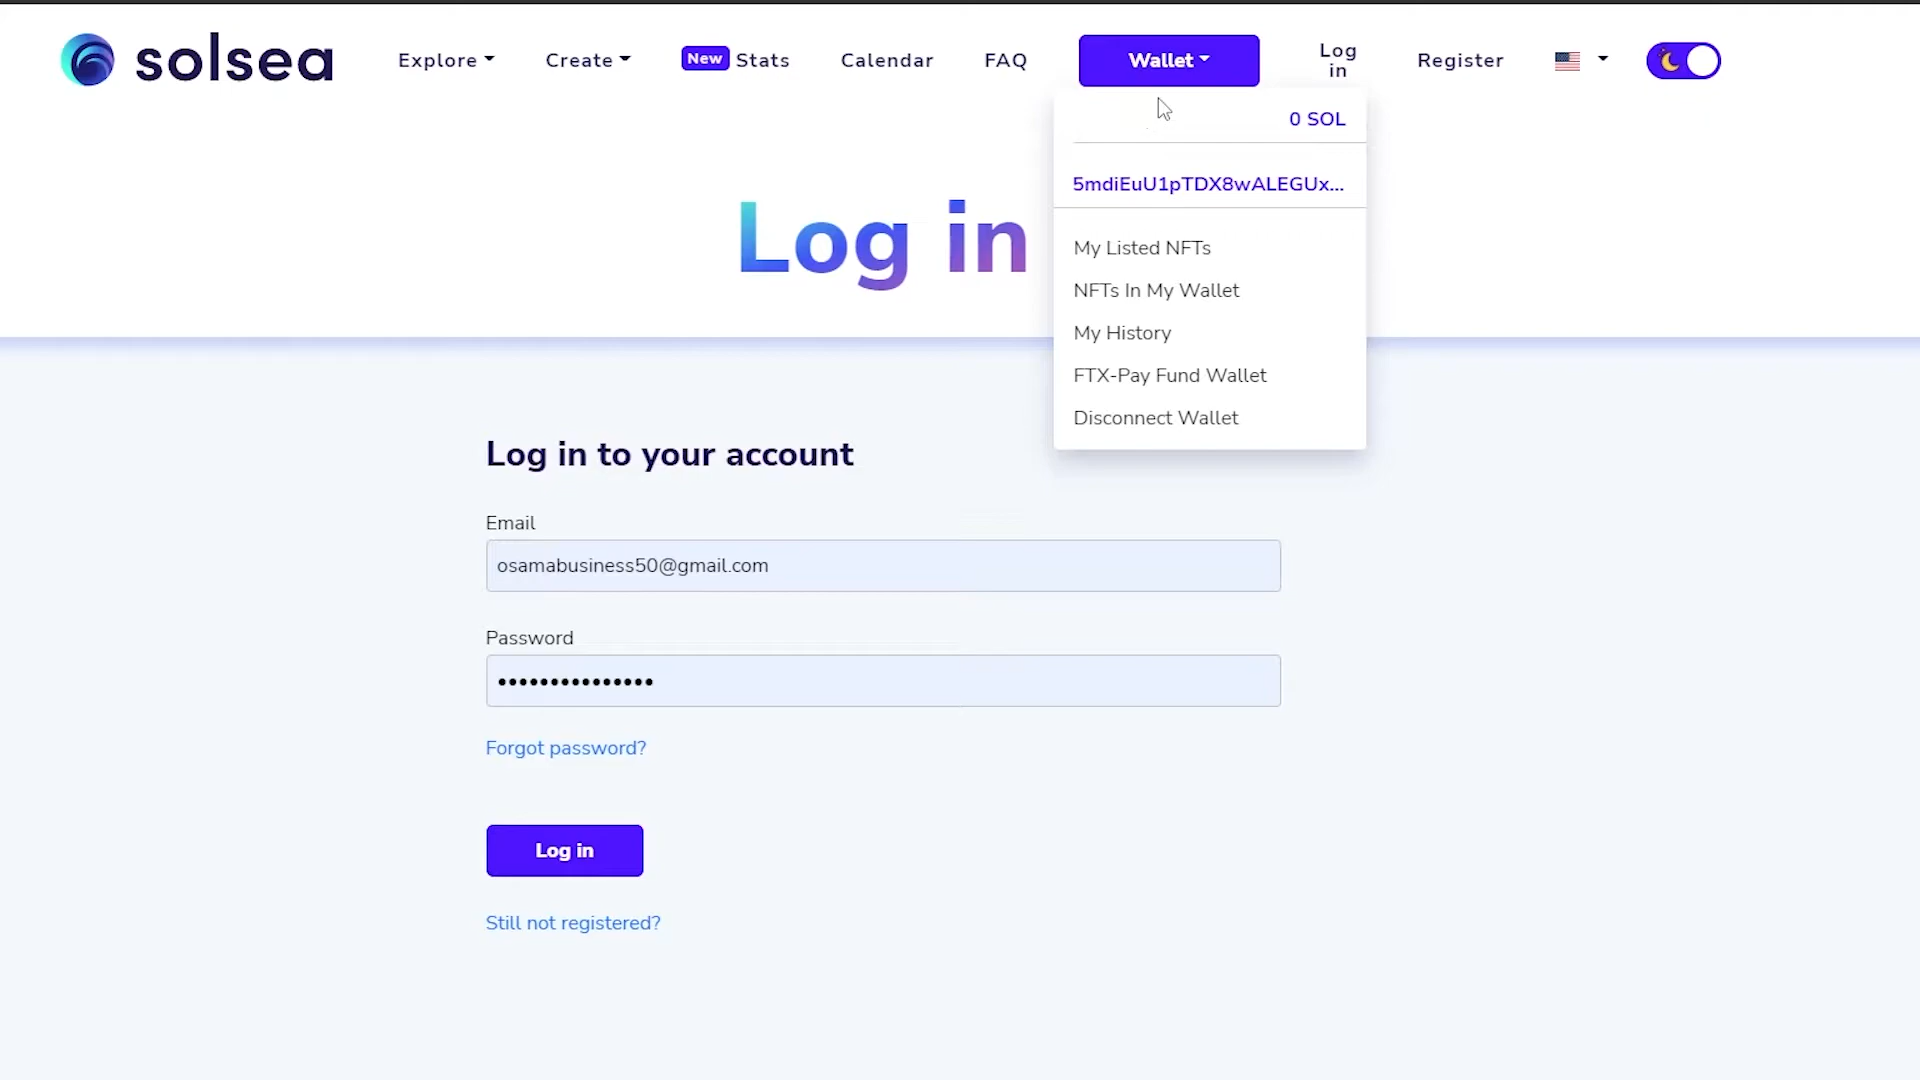 solsea
Explore
Create
New Stats
Calendar
FAQ
Wallet
Log
in
Register
0 SOL
5mdiEuU1pTDX8wALEGUx...
My Listed NFTs
NFTs In My Wallet
My History
FTX-Pay Fund Wallet
Disconnect Wallet
Log in
Log in to your account
Email
osamabusiness50@gmail.com
Password
•••••••••••••••
Forgot password?
Log in
Still not registered?